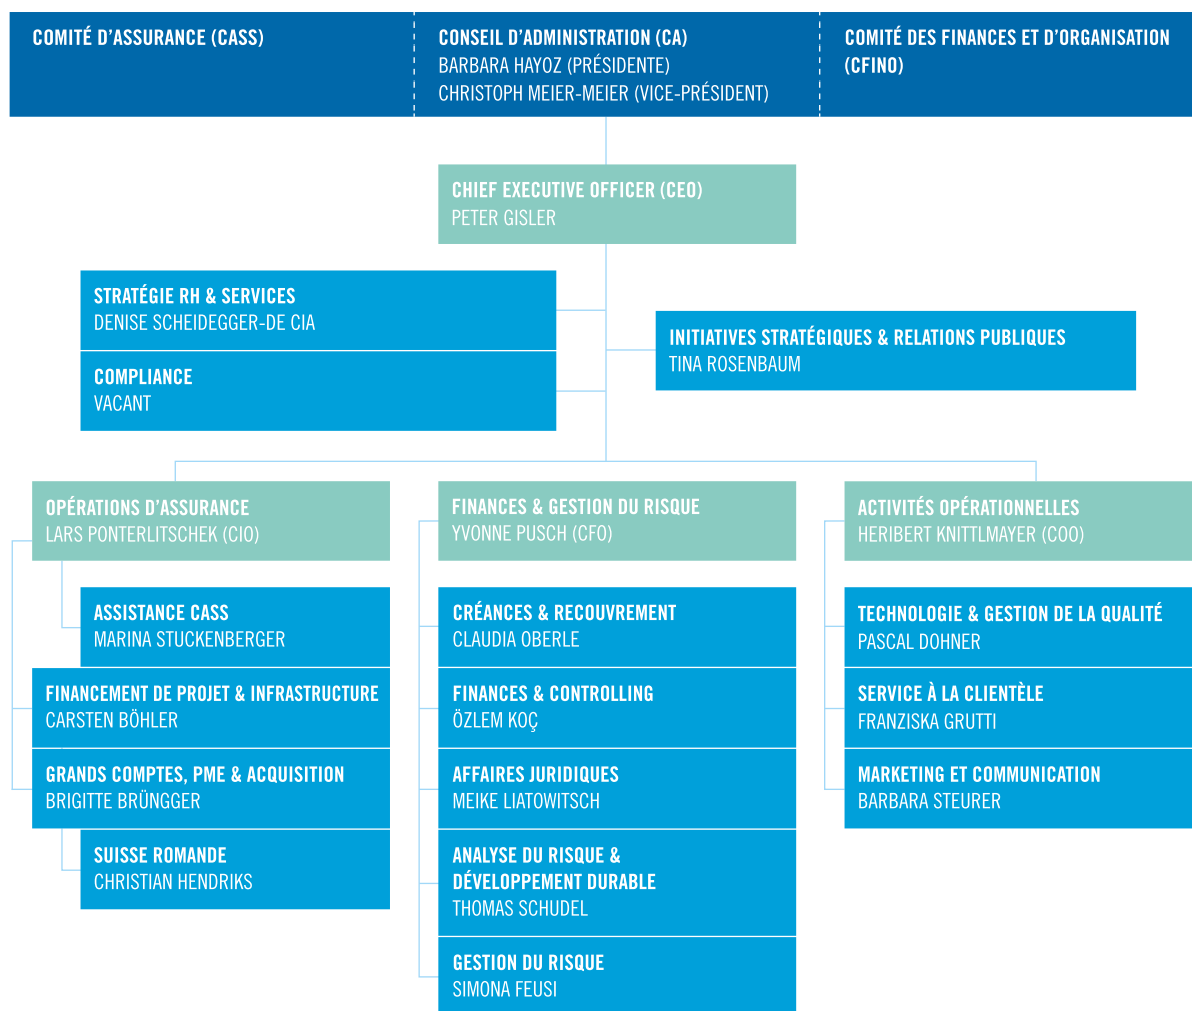 COMITÉ D'ASSURANCE (CASS)
CONSEIL D'ADMINISTRATION (CA)
BARBARA HAYOZ (PRÉSIDENTE)
CHRISTOPH MEIER-MEIER (VICE-PRÉSIDENT)
COMITÉ DES FINANCES ET D'ORGANISATION
(CFINO)
CHIEF EXECUTIVE OFFICER (CEO)
PETER GISLER
STRATÉGIE RH & SERVICES
DENISE SCHEIDEGGER-DE CIA
COMPLIANCE
VACANT
INITIATIVES STRATÉGIQUES & RELATIONS PUBLIQUES
TINA ROSENBAUM
OPÉRATIONS D'ASSURANCE
LARS PONTERLITSCHEK (CIO)
ASSISTANCE CASS
MARINA STUCKENBERGER
FINANCEMENT DE PROJET & INFRASTRUCTURE
CARSTEN BÖHLER
GRANDS COMPTES, PME & ACQUISITION
BRIGITTE BRÜNGGER
SUISSE ROMANDE
CHRISTIAN HENDRIKS
FINANCES & GESTION DU RISQUE
YVONNE PUSCH (CFO)
CRÉANCES & RECOUVREMENT
CLAUDIA OBERLE
FINANCES & CONTROLLING
ÖZLEM KOÇ
AFFAIRES JURIDIQUES
MEIKE LIATOWITSCH
ANALYSE DU RISQUE &
DÉVELOPPEMENT DURABLE
THOMAS SCHUDEL
GESTION DU RISQUE
SIMONA FEUSI
ACTIVITÉS OPÉRATIONNELLES
HERIBERT KNITTLMAYER (COO)
TECHNOLOGIE & GESTION DE LA QUALITÉ
PASCAL DOHNER
SERVICE À LA CLIENTÈLE
FRANZISKA GRUTTI
MARKETING ET COMMUNICATION
BARBARA STEURER